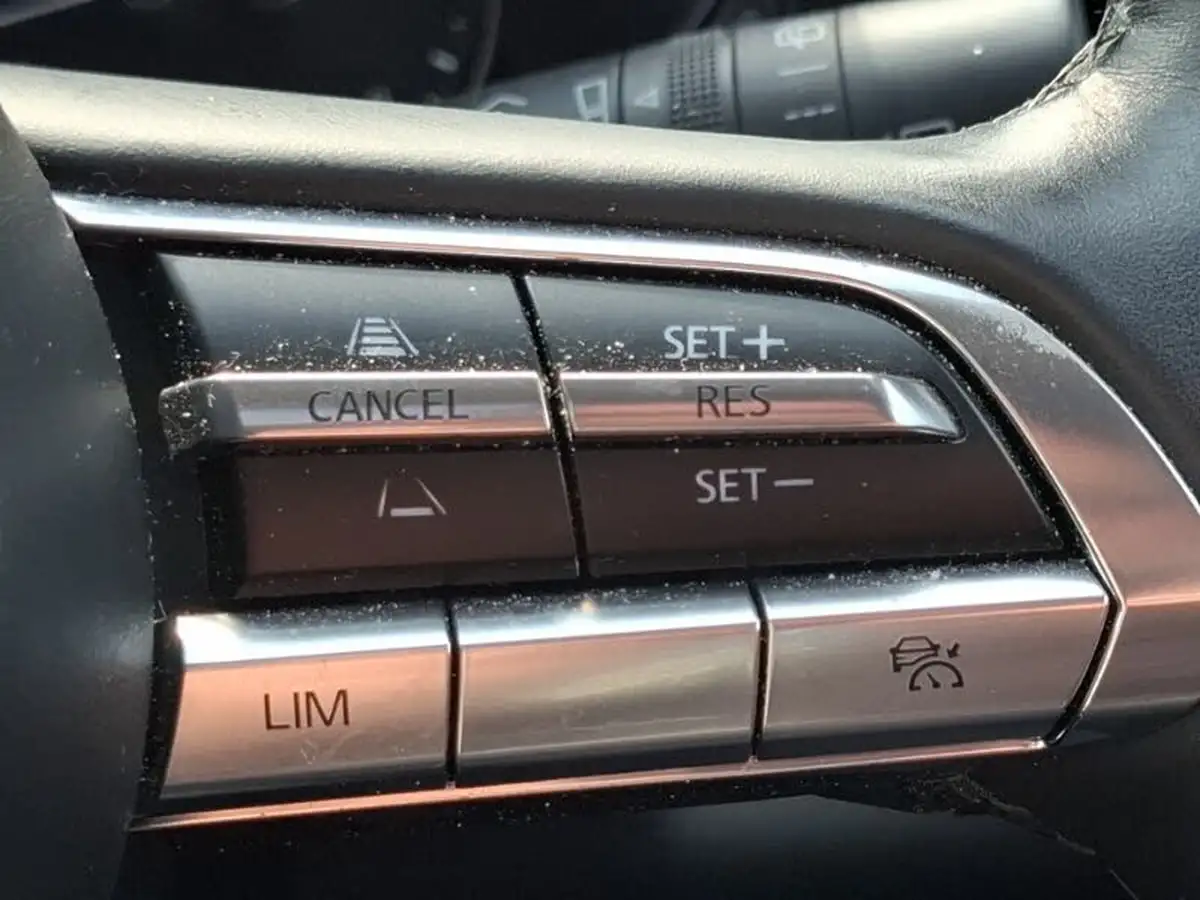 SET+
CANCEL
RES
SET-
LIM